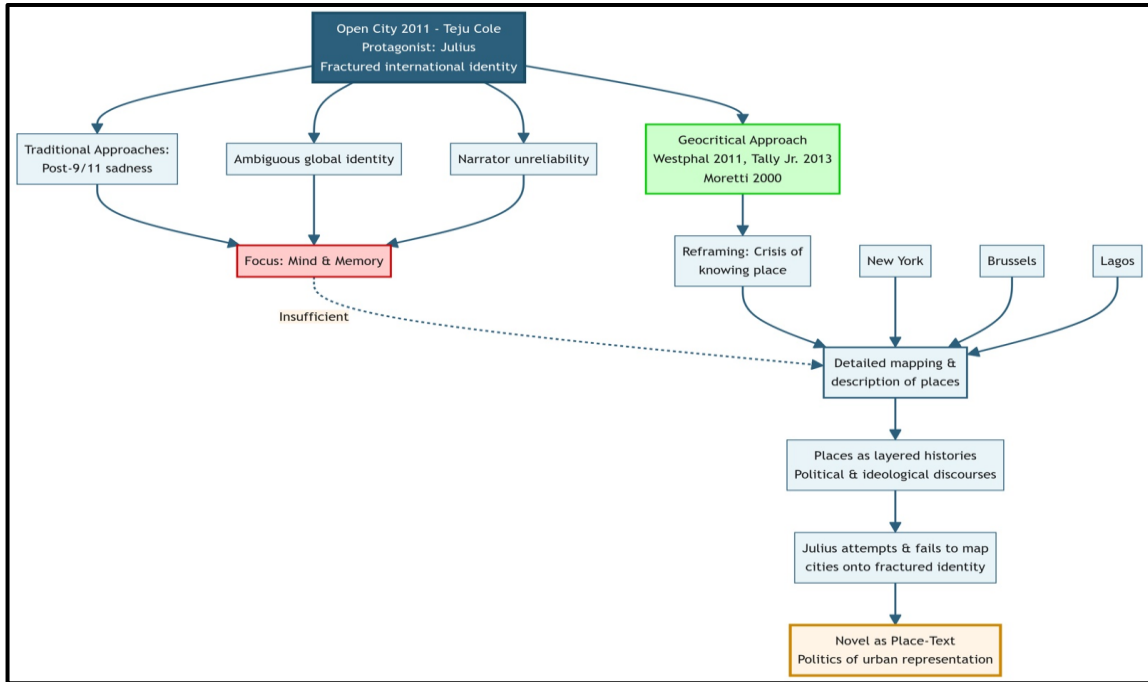 Open City 2011 - Teju Cole
Protagonist: Julius
Fractured international identity
Traditional Approaches:
Post-9/11 sadness
Ambiguous global identity
Narrator unreliability
Geocritical Approach
Westphal 2011, Tally Jr. 2013
Moretti 2000
Focus: Mind & Memory
Reframing: Crisis of
knowing place
New York
Brussels
Lagos
Insufficient
Detailed mapping &
description of places
Places as layered histories
Political & ideological discourses
Julius attempts & fails to map
cities onto fractured identity
Novel as Place-Text
Politics of urban representation